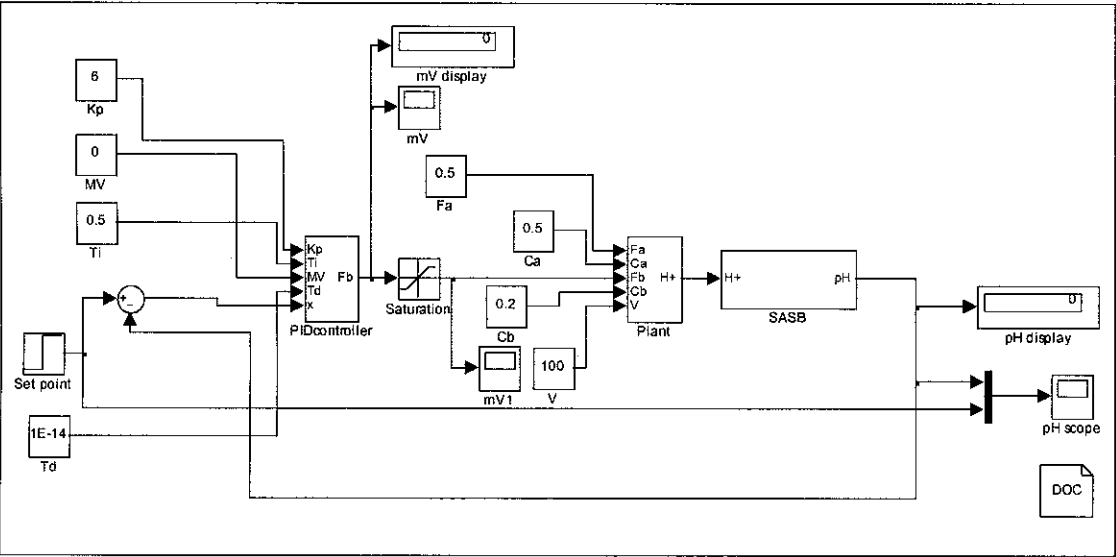 0
mV display
6
Kp
mV
0
MV
0.5
Fa
0.5
Ti
0.5
Ca
Kp
Ti
MV
Td
x
Fb
PIDcontroller
Saturation
Fa
Ca
Fb
Cb
V
H+
Plant
H+
pH
SASB
+
−
0.2
Cb
0
pH display
Set point
mV1
100
V
pH scope
1E-14
Td
DOC